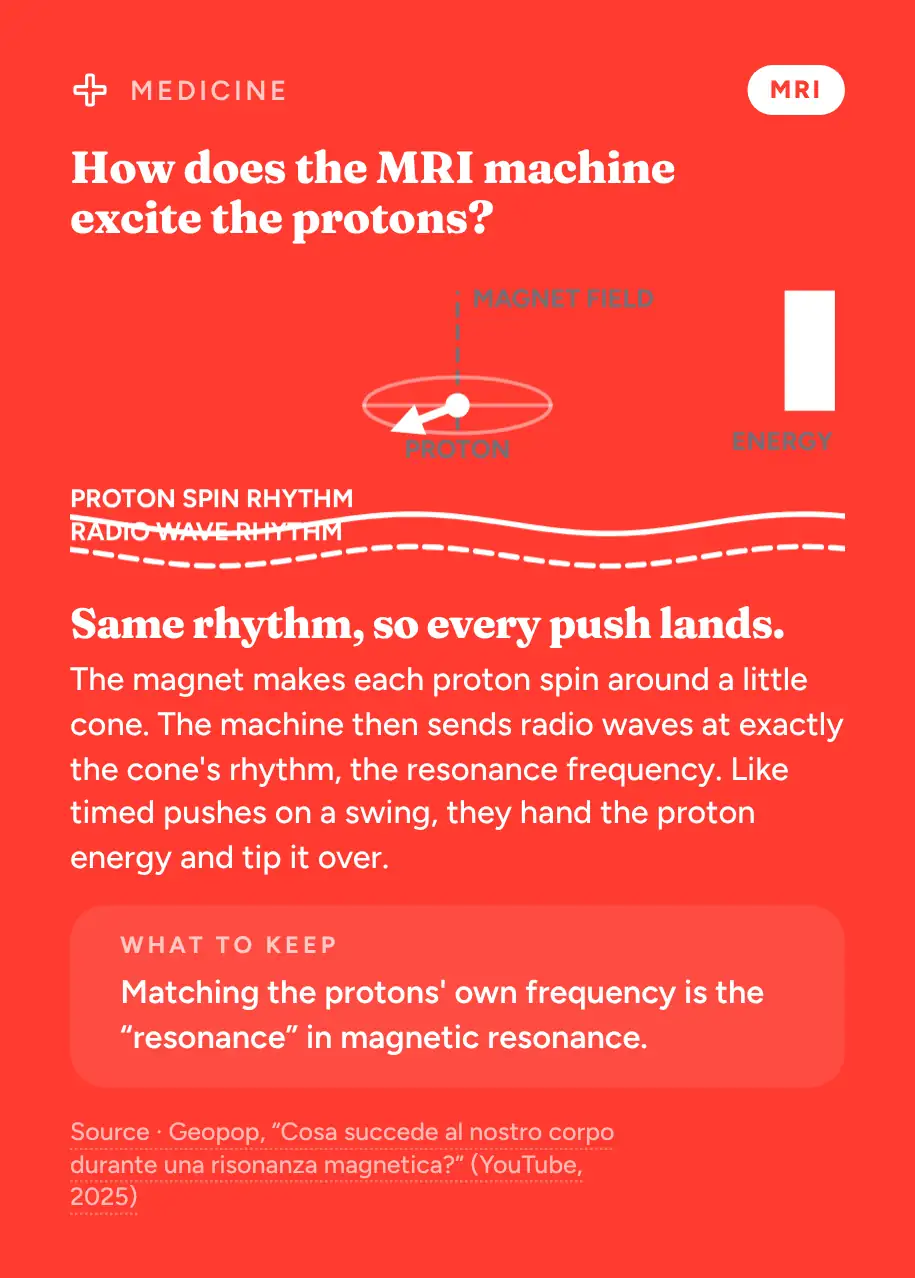 MEDICINE
MRI
How does the MRI machine
excite the protons?
MAGNET FIELD
PROTON
ENERGY
PROTON SPIN RHYTHM
RADIO WAVE RHYTHM
Same rhythm, so every push lands.
The magnet makes each proton spin around a little
cone. The machine then sends radio waves at exactly
the cone's rhythm, the resonance frequency. Like
timed pushes on a swing, they hand the proton
energy and tip it over.
WHAT TO KEEP
Matching the protons' own frequency is the
“resonance” in magnetic resonance.
Source · Geopop, “Cosa succede al nostro corpo
durante una risonanza magnetica?” (YouTube,
2025)